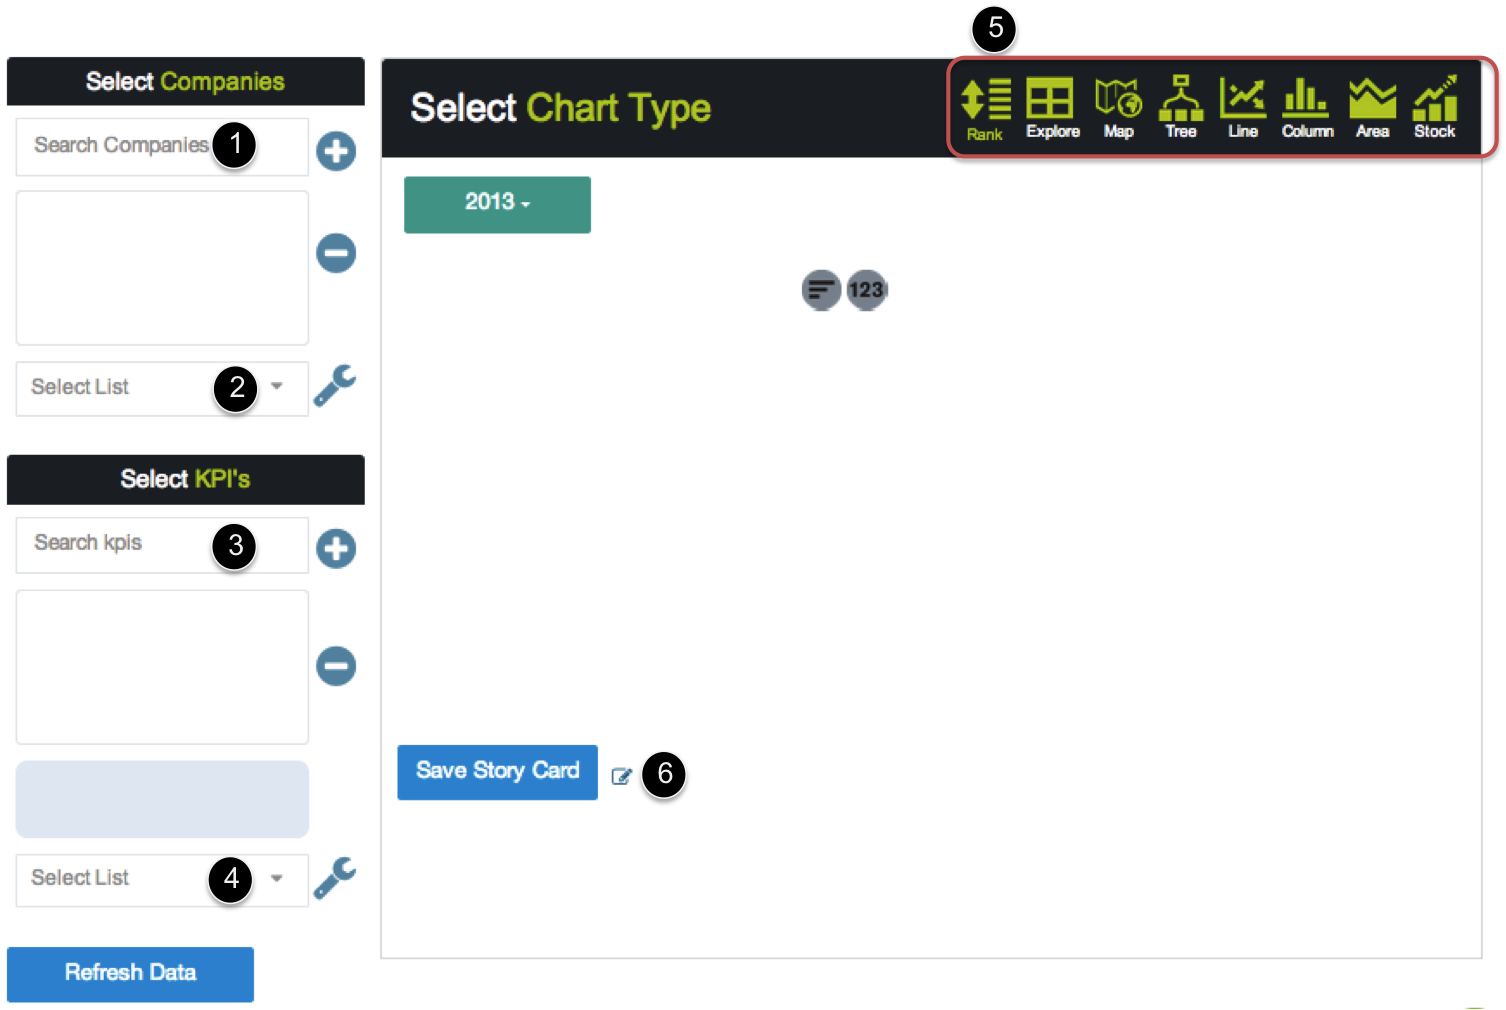 5
Select Companies
Search Companies 1
2
Select List
Select KPI's
Search kpis 3
Select List 4
Refresh Data
Select Chart Type
Rank Explore Map Tree Line Column Area Stock
2013
123
Save Story Card 6